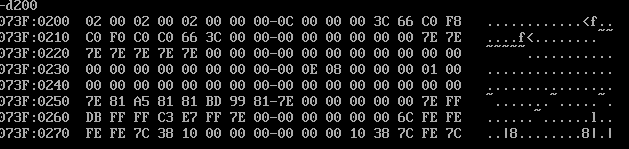 -d200
073F:0200 02 00 02 00 02 00 00 00-0C 00 00 00 3C 66 C0 F8 ............<f..
073F:0210 C0 F0 C0 C0 66 3C 00 00-00 00 00 00 00 00 7E 7E ....f<........~~
073F:0220 7E 7E 7E 7E 7E 00 00 00-00 00 00 00 00 00 00 00 ~~~~~...........
073F:0230 00 00 00 00 00 00 00 00-00 0E 08 00 00 00 01 00 ................
073F:0240 00 00 00 00 00 00 00 00-00 00 00 00 00 00 00 00 ................
073F:0250 7E 81 A5 81 81 BD 99 81-7E 00 00 00 00 00 7E FF ~.......~.....~.
073F:0260 DB FF FF C3 E7 FF 7E 00-00 00 00 00 00 6C FE FE ......~......l..
073F:0270 FE FE 7C 38 10 00 00 00-00 00 00 10 38 7C FE 7C ..|8........8|.|